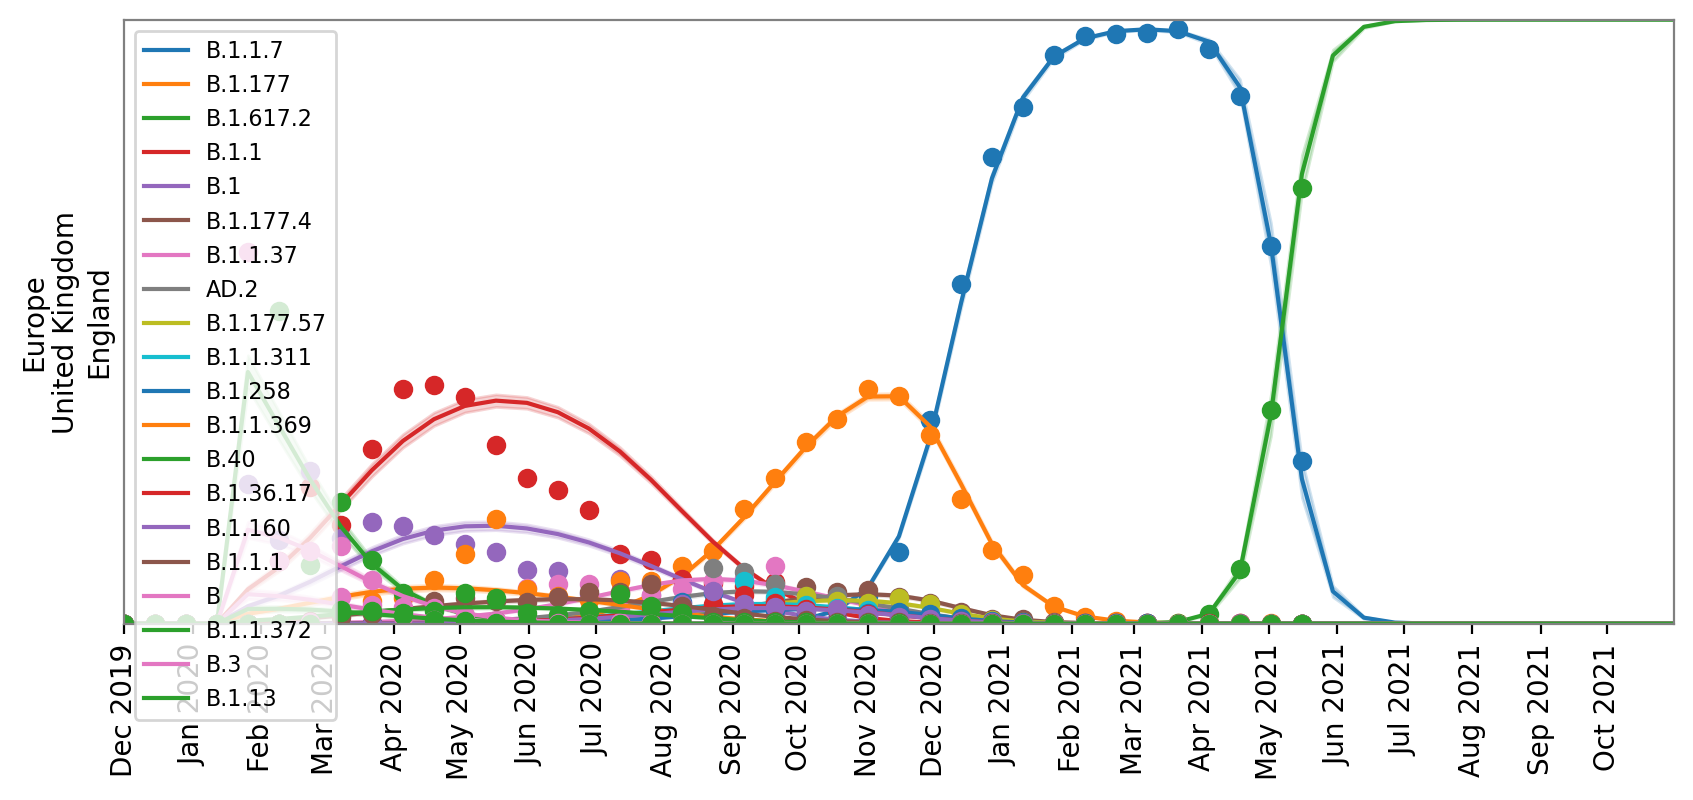 Europe
United Kingdom
England
B.1.1.7
B.1.177
B.1.617.2
B.1.1
B.1
B.1.177.4
B.1.1.37
AD.2
B.1.177.57
B.1.1.311
B.1.258
B.1.1.369
B.40
B.1.36.17
B.1.160
B.1.1.1
B
B.1.1.372
B.3
B.1.13
Dec 2019
Jan 2020
Feb 2020
Mar 2020
Apr 2020
May 2020
Jun 2020
Jul 2020
Aug 2020
Sep 2020
Oct 2020
Nov 2020
Dec 2020
Jan 2021
Feb 2021
Mar 2021
Apr 2021
May 2021
Jun 2021
Jul 2021
Aug 2021
Sep 2021
Oct 2021